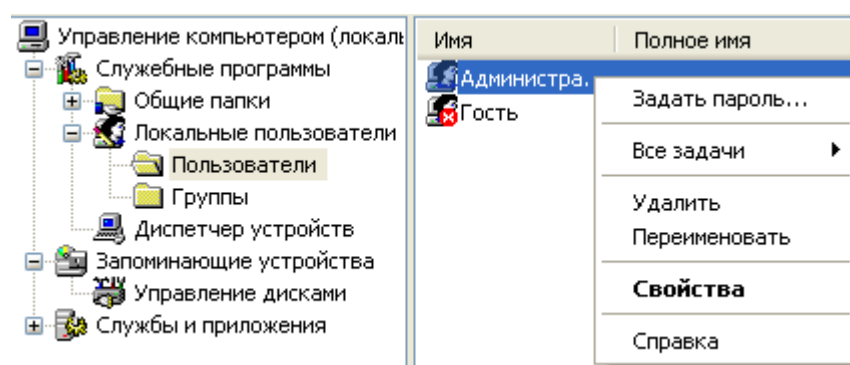 Управление компьютером (локаль
Служебные программы
Общие папки
Локальные пользователи
Пользователи
Группы
Диспетчер устройств
Запоминающие устройства
Управление дисками
Службы и приложения
Имя
Полное имя
Администра.
Гость
Задать пароль...
Все задачи
Удалить
Переименовать
Свойства
Справка